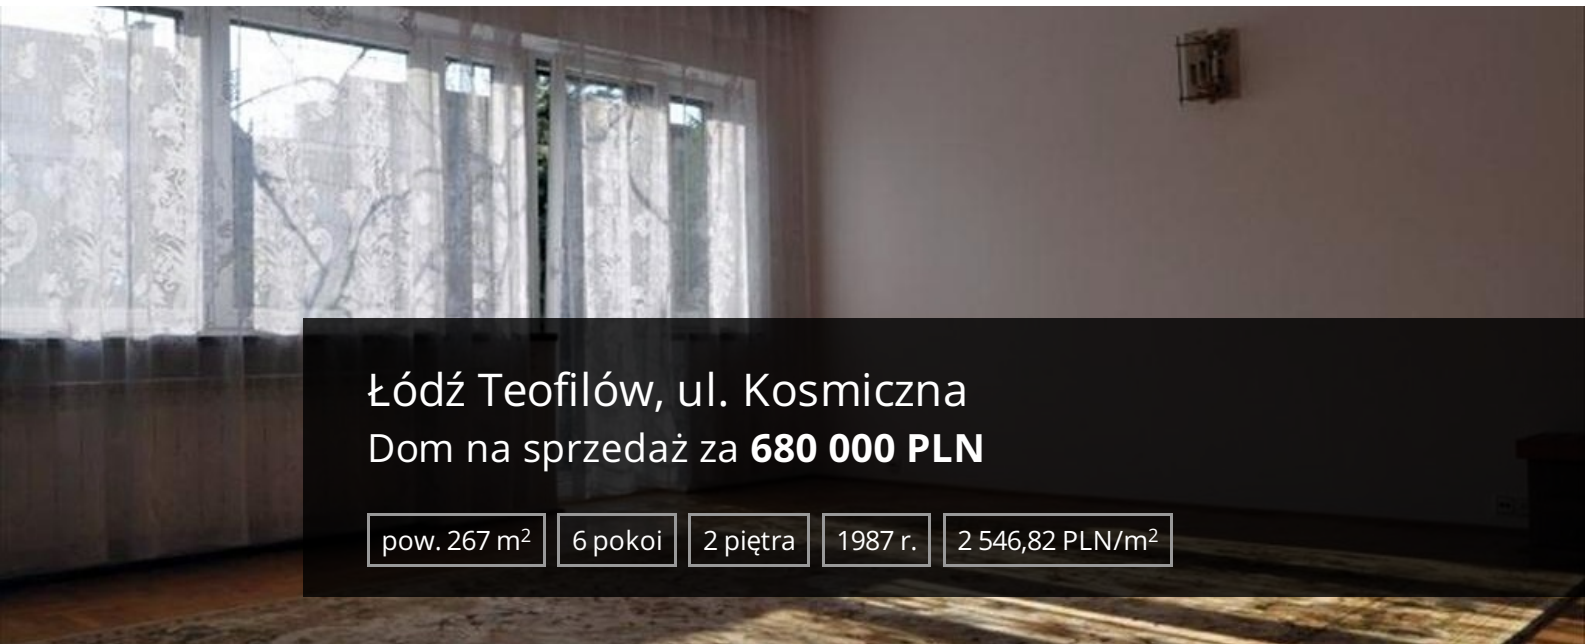 Łódź Teofilów, ul. Kosmiczna
Dom na sprzedaż za 680 000 PLN
pow. 267 m² 6 pokoi 2 piętra 1987 r. 2 546,82 PLN/m²